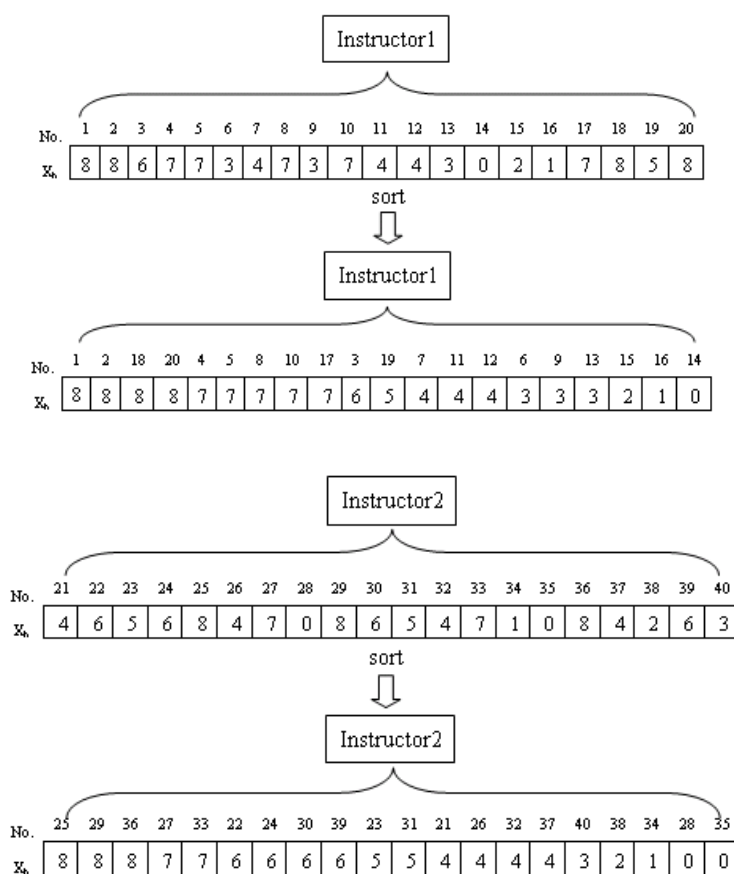 Instructor1
No. 1 2 3 4 5 6 7 8 9 10 11 12 13 14 15 16 17 18 19 20
Xh 8 8 6 7 7 3 4 7 3 7 4 4 3 0 2 1 7 8 5 8
sort
Instructor1
No. 1 2 18 20 4 5 8 10 17 3 19 7 11 12 6 9 13 15 16 14
Xh 8 8 8 8 7 7 7 7 7 6 5 4 4 4 3 3 3 2 1 0
Instructor2
No. 21 22 23 24 25 26 27 28 29 30 31 32 33 34 35 36 37 38 39 40
Xh 4 6 5 6 8 4 7 0 8 6 5 4 7 1 0 8 4 2 6 3
sort
Instructor2
No. 25 29 36 27 33 22 24 30 39 23 31 21 26 32 37 40 38 34 28 35
Xh 8 8 8 7 7 6 6 6 6 5 5 4 4 4 4 3 2 1 0 0